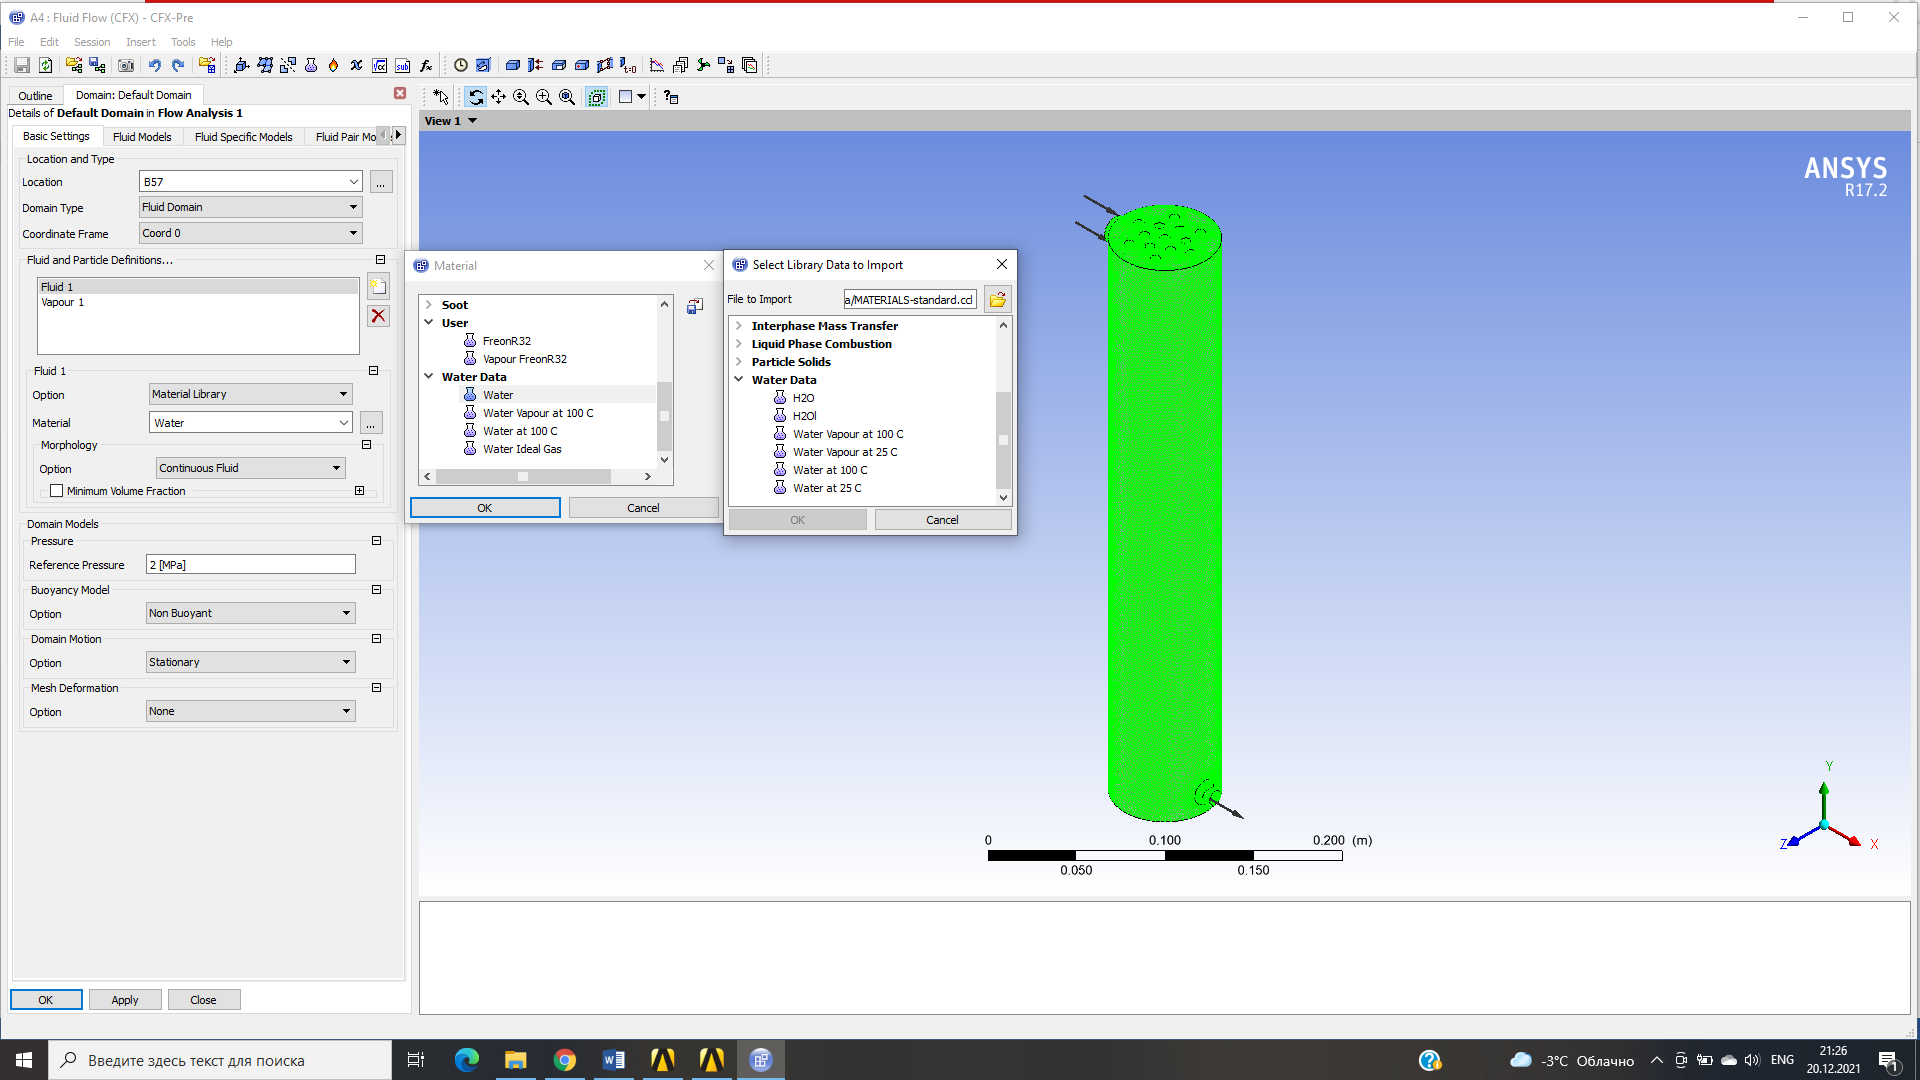 A4 : Fluid Flow (CFX) - CFX-Pre
File Edit Session Insert Tools Help
Outline Domain: Default Domain
Details of Default Domain in Flow Analysis 1
Basic Settings Fluid Models Fluid Specific Models Fluid Pair Mo
Location and Type
Location B57 ...
Domain Type Fluid Domain
Coordinate Frame Coord 0
Fluid and Particle Definitions...
Fluid 1
Vapour 1
Fluid 1
Option Material Library
Material Water ...
Morphology
Option Continuous Fluid
Minimum Volume Fraction
Domain Models
Pressure
Reference Pressure 2 [MPa]
Buoyancy Model
Option Non Buoyant
Domain Motion
Option Stationary
Mesh Deformation
Option None
OK Apply Close
View 1
ANSYS
R17.2
Material
Soot
User
FreonR32
Vapour FreonR32
Water Data
Water
Water Vapour at 100 C
Water at 100 C
Water Ideal Gas
OK Cancel
Select Library Data to Import
File to Import a/MATERIALS-standard.ccl
Interphase Mass Transfer
Liquid Phase Combustion
Particle Solids
Water Data
H2O
H2Ol
Water Vapour at 100 C
Water Vapour at 25 C
Water at 100 C
Water at 25 C
OK Cancel
0 0.100 0.200 (m)
0.050 0.150
Y
Z X
Введите здесь текст для поиска
-3°C Облачно ENG 21:26
20.12.2021
1